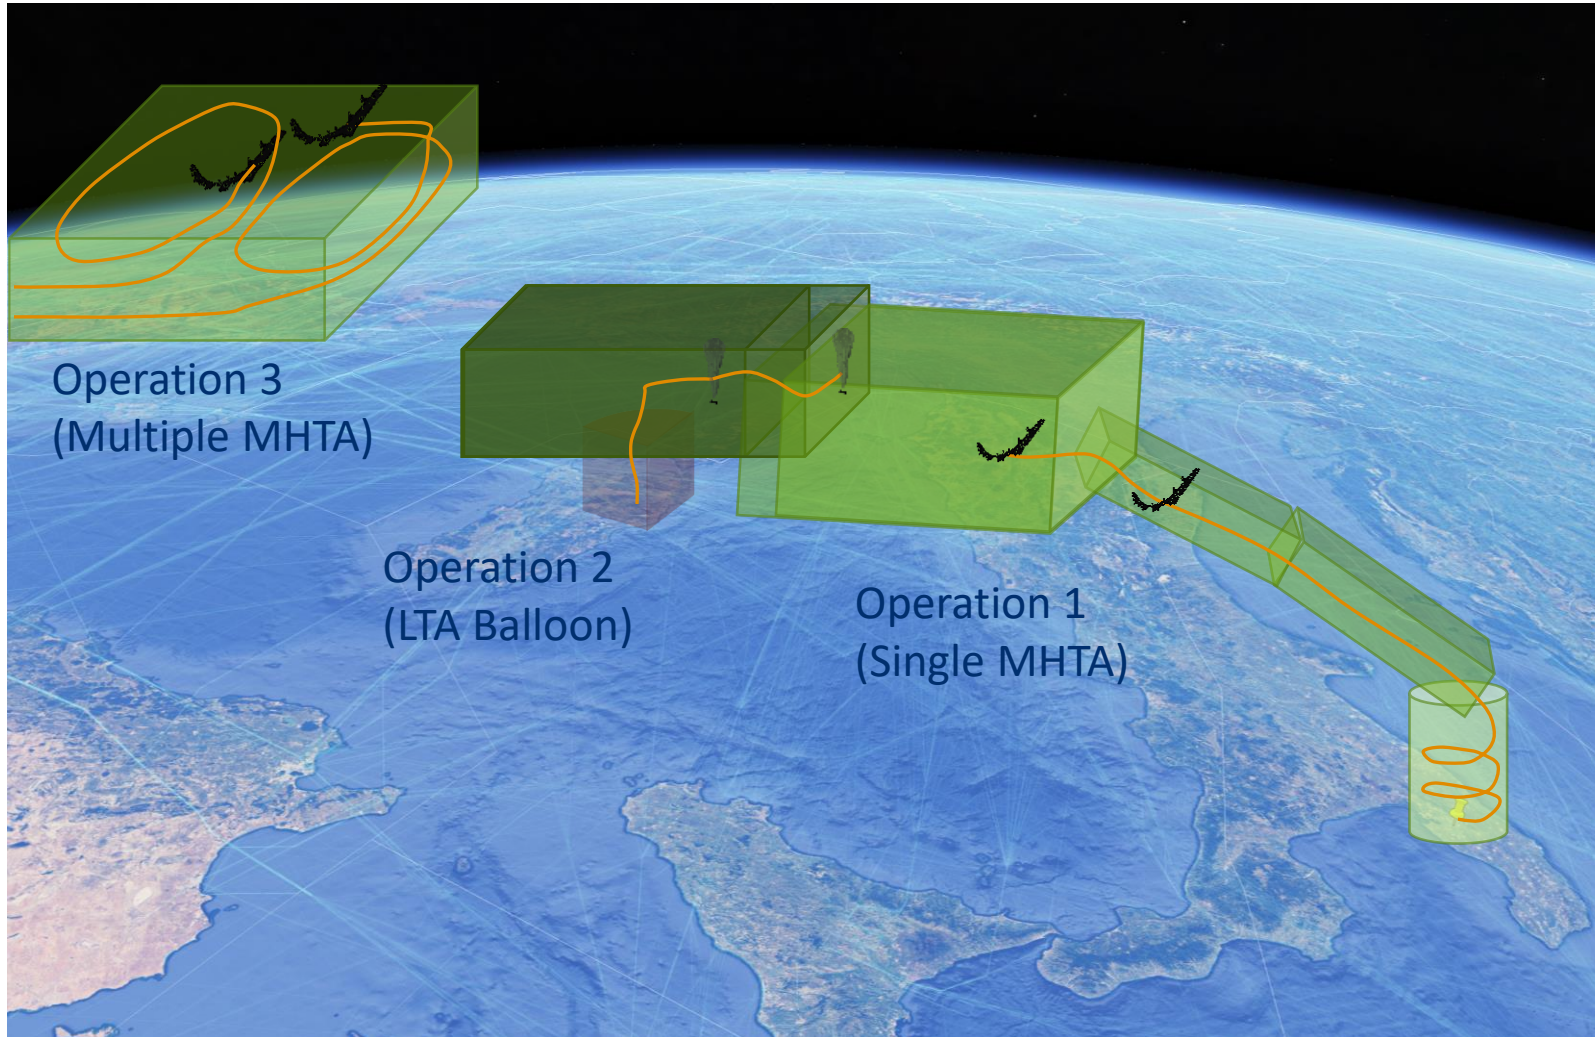 Operation 3
(Multiple MHTA)
Operation 2
(LTA Balloon)
Operation 1
(Single MHTA)